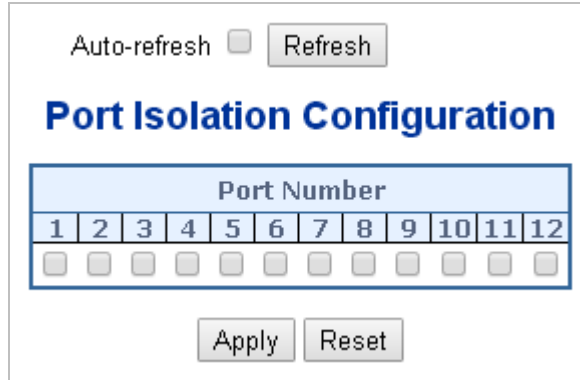 Auto-refresh Refresh
Port Isolation Configuration
Port Number
1 2 3 4 5 6 7 8 9 10 11 12
Apply Reset